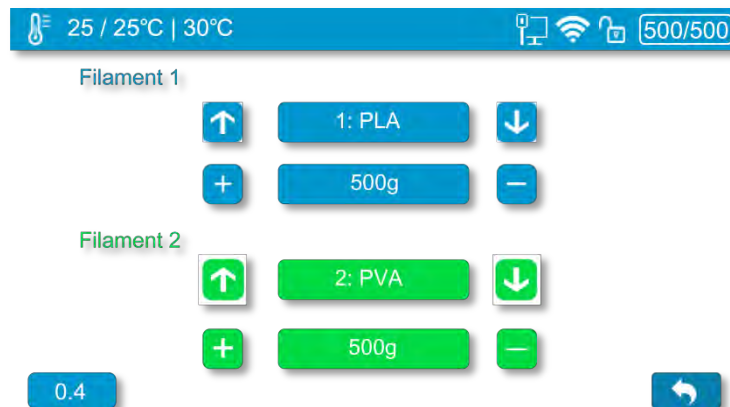 25 / 25℃ | 30℃ 500/500
Filament 1
1: PLA
+ 500g −
Filament 2
2: PVA
+ 500g −
0.4